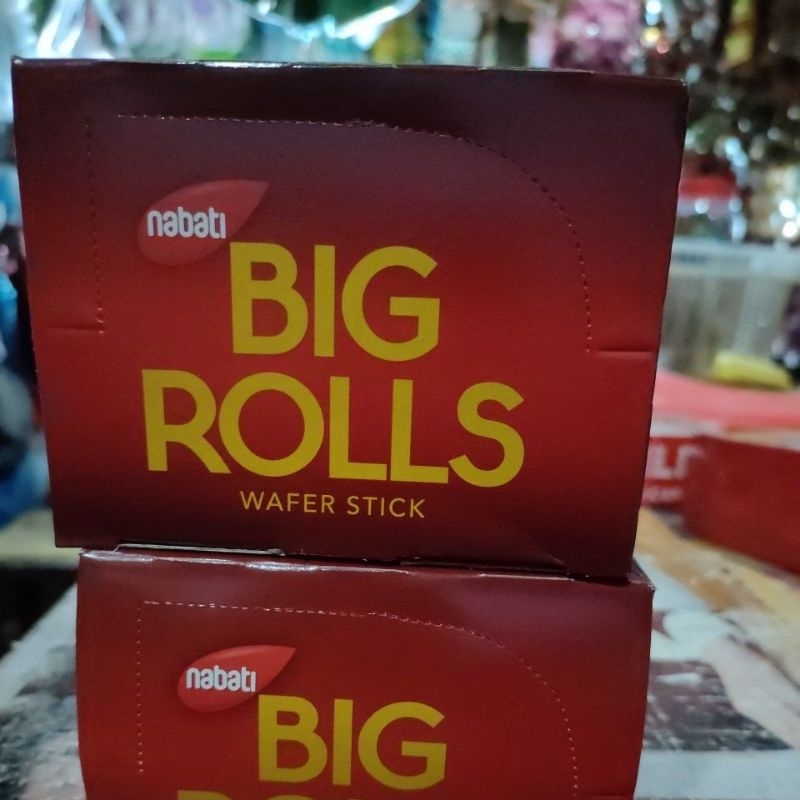 nabati
BIG
ROLLS
WAFER STICK
nabati
BIG